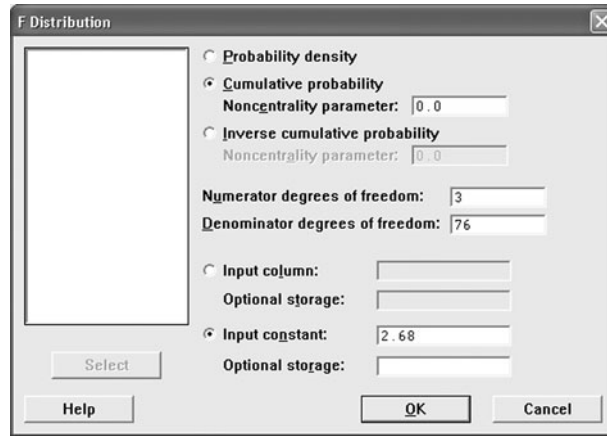 F Distribution
Probability density
Cumulative probability
Noncentrality parameter: 0.0
Inverse cumulative probability
Noncentrality parameter: 0.0
Numerator degrees of freedom: 3
Denominator degrees of freedom: 76
Input column:
Optional storage:
Input constant: 2.68
Select
Optional storage:
Help
OK
Cancel